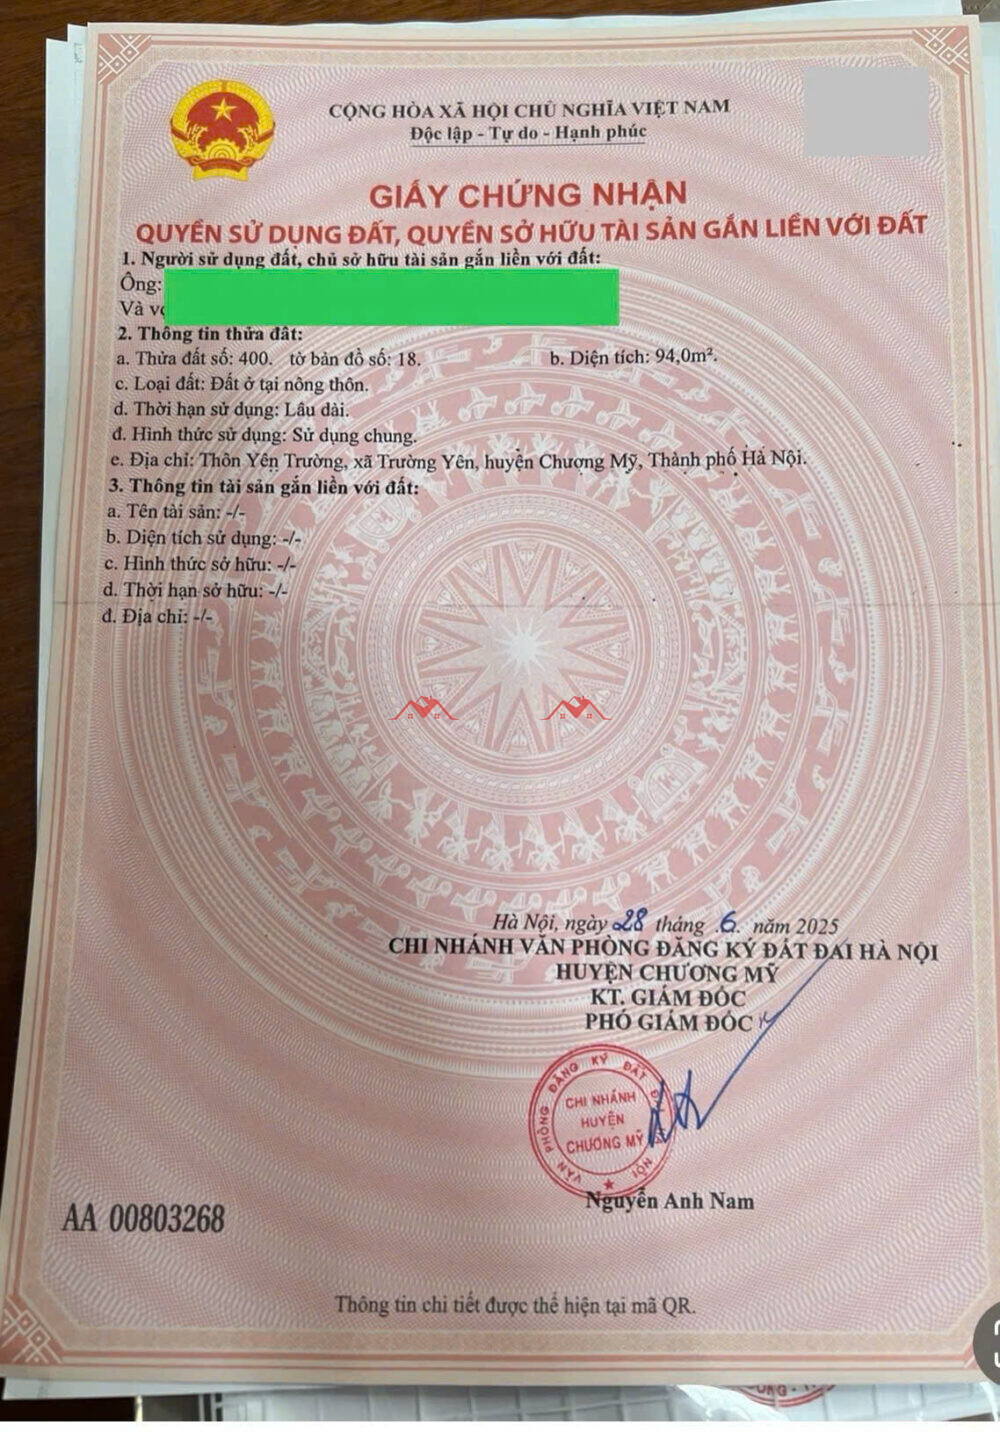 CỘNG HÒA XÃ HỘI CHỦ NGHĨA VIỆT NAM
Độc lập - Tự do - Hạnh phúc
GIẤY CHỨNG NHẬN
QUYỀN SỬ DỤNG ĐẤT, QUYỀN SỞ HỮU TÀI SẢN GẮN LIỀN VỚI ĐẤT
1. Người sử dụng đất, chủ sở hữu tài sản gắn liền với đất:
Ông:
Và
2. Thông tin thửa đất:
a. Thửa đất số: 400. tờ bản đồ số: 18. b. Diện tích: 94,0m².
c. Loại đất: Đất ở tại nông thôn.
d. Thời hạn sử dụng: Lâu dài.
đ. Hình thức sử dụng: Sử dụng chung.
e. Địa chỉ: Thôn Yên Trường, xã Trường Yên, huyện Chương Mỹ, Thành phố Hà Nội.
3. Thông tin tài sản gắn liền với đất:
a. Tên tài sản: -/-
b. Diện tích sử dụng: -/-
c. Hình thức sở hữu: -/-
d. Thời hạn sở hữu: -/-
đ. Địa chỉ: -/-
Hà Nội, ngày 28 tháng .6. năm 2025
CHI NHÁNH VĂN PHÒNG ĐĂNG KÝ ĐẤT ĐAI HÀ NỘI
HUYỆN CHƯƠNG MỸ
KT. GIÁM ĐỐC
PHÓ GIÁM ĐỐC
VĂN PHÒNG ĐĂNG KÝ ĐẤT
NỘI
CHI NHÁNH
HUYỆN
CHƯƠNG MỸ
Nguyễn Anh Nam
AA 00803268
Thông tin chi tiết được thể hiện tại mã QR.